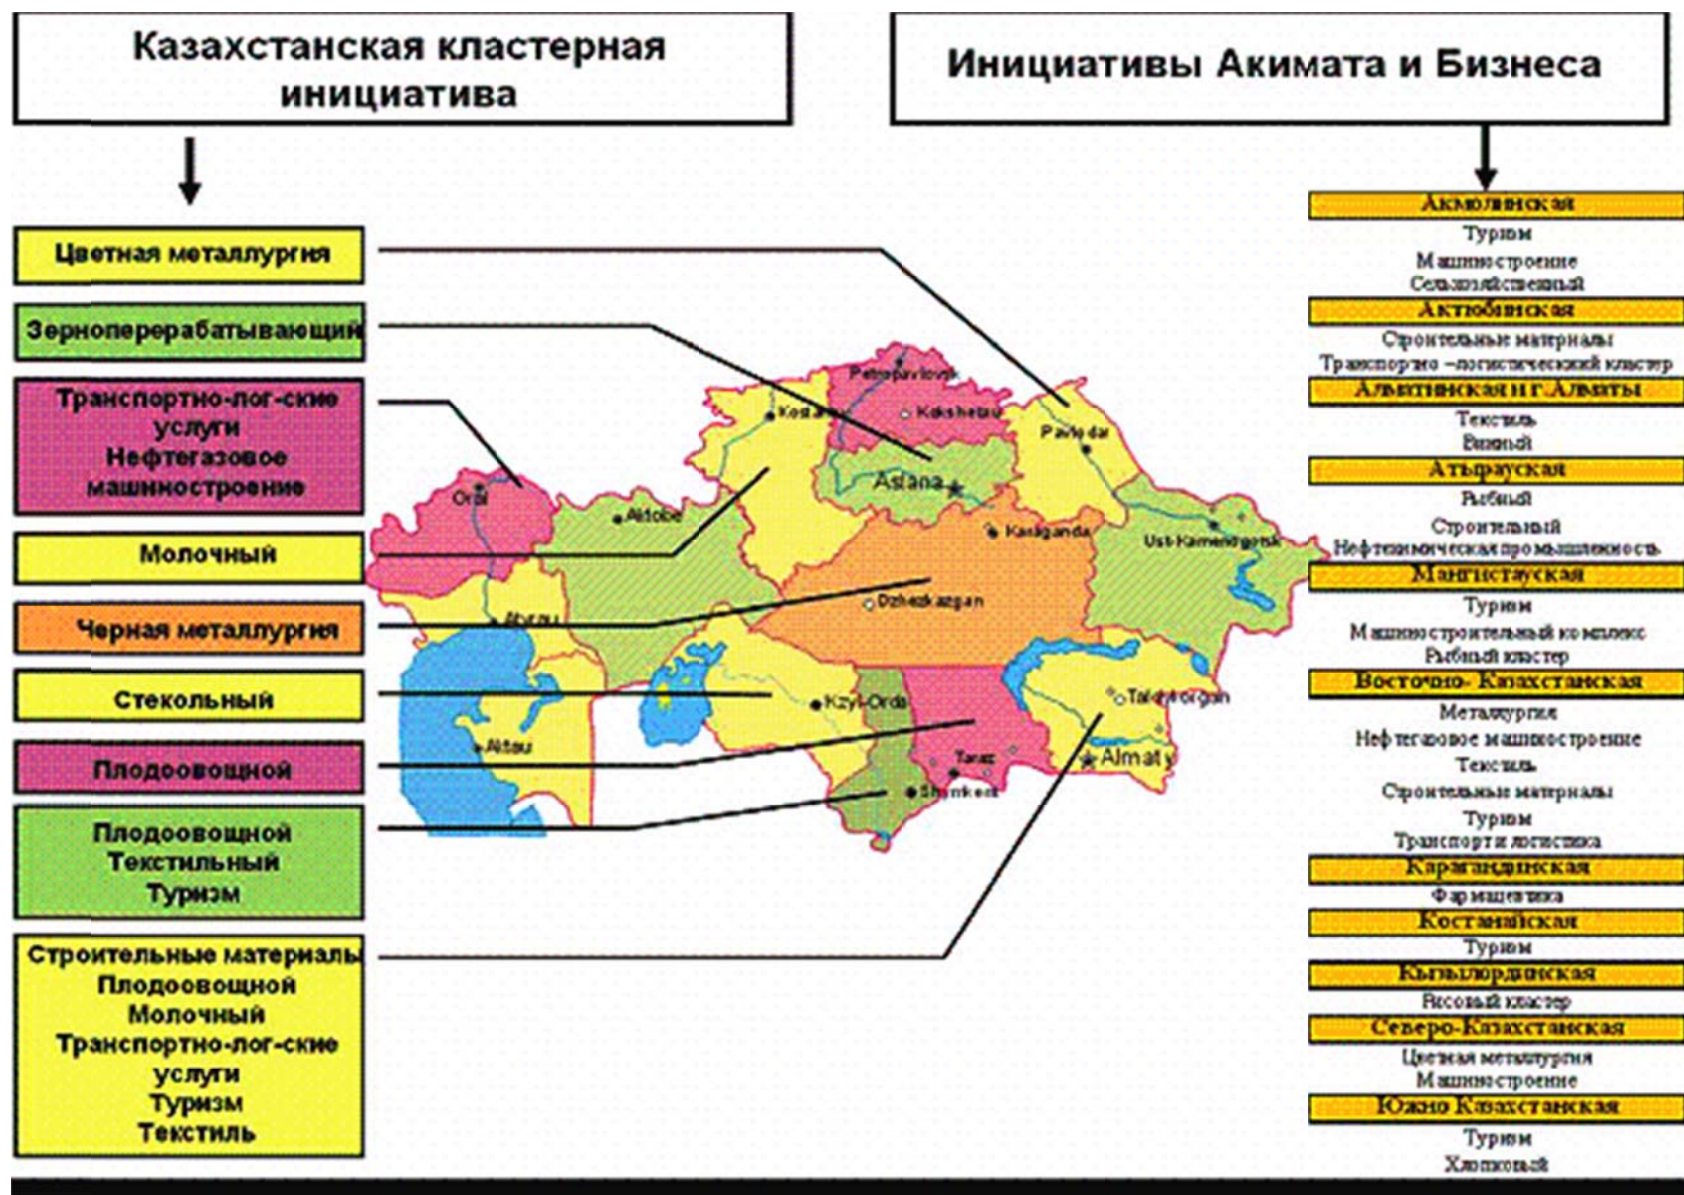 Казахстанская кластерная
инициатива
Инициативы Акимата и Бизнеса
Цветная металлургия
Зерноперерабатывающий
Транспортно-лог-ские
услуги
Нефтегазовое
машиностроение
Молочный
Черная металлургия
Стекольный
Плодоовощной
Плодоовощной
Текстильный
Туризм
Строительные материалы
Плодоовощной
Молочный
Транспортно-лог-ские
услуги
Туризм
Текстиль
Petropavlovsk
Kokshetau
Pavlodar
Astana
Oral
Aktobe
Karaganda
Ust-Kamenogorsk
Dzhezkazgan
Atyrau
Kzyl-Orda
Taldykorgan
Aktau
Taraz
Almaty
Shymkent
Акмолинская
Туризм
Машиностроение
Сельхозяйственный
Актюбинская
Строительные материалы
Транспортно –логистическкий кластер
Алматинская и г.Алматы
Текстиль
Винный
Атырауская
Рыбный
Строительный
Нефтехимическая промышленность
Мангистауская
Туризм
Машиностроительный комплекс
Рыбный кластер
Восточно- Казахстанская
Металлургия
Нефтегазовое машиностроение
Текстиль
Строительные материалы
Туризм
Транспорт и логистика
Карагандинская
Фармацевтика
Костанайская
Туризм
Кызылординская
Рисовый кластер
Северо-Казахстанская
Цветная металлургия
Машиностроение
Южно Казахстанская
Туризм
Хлопковый